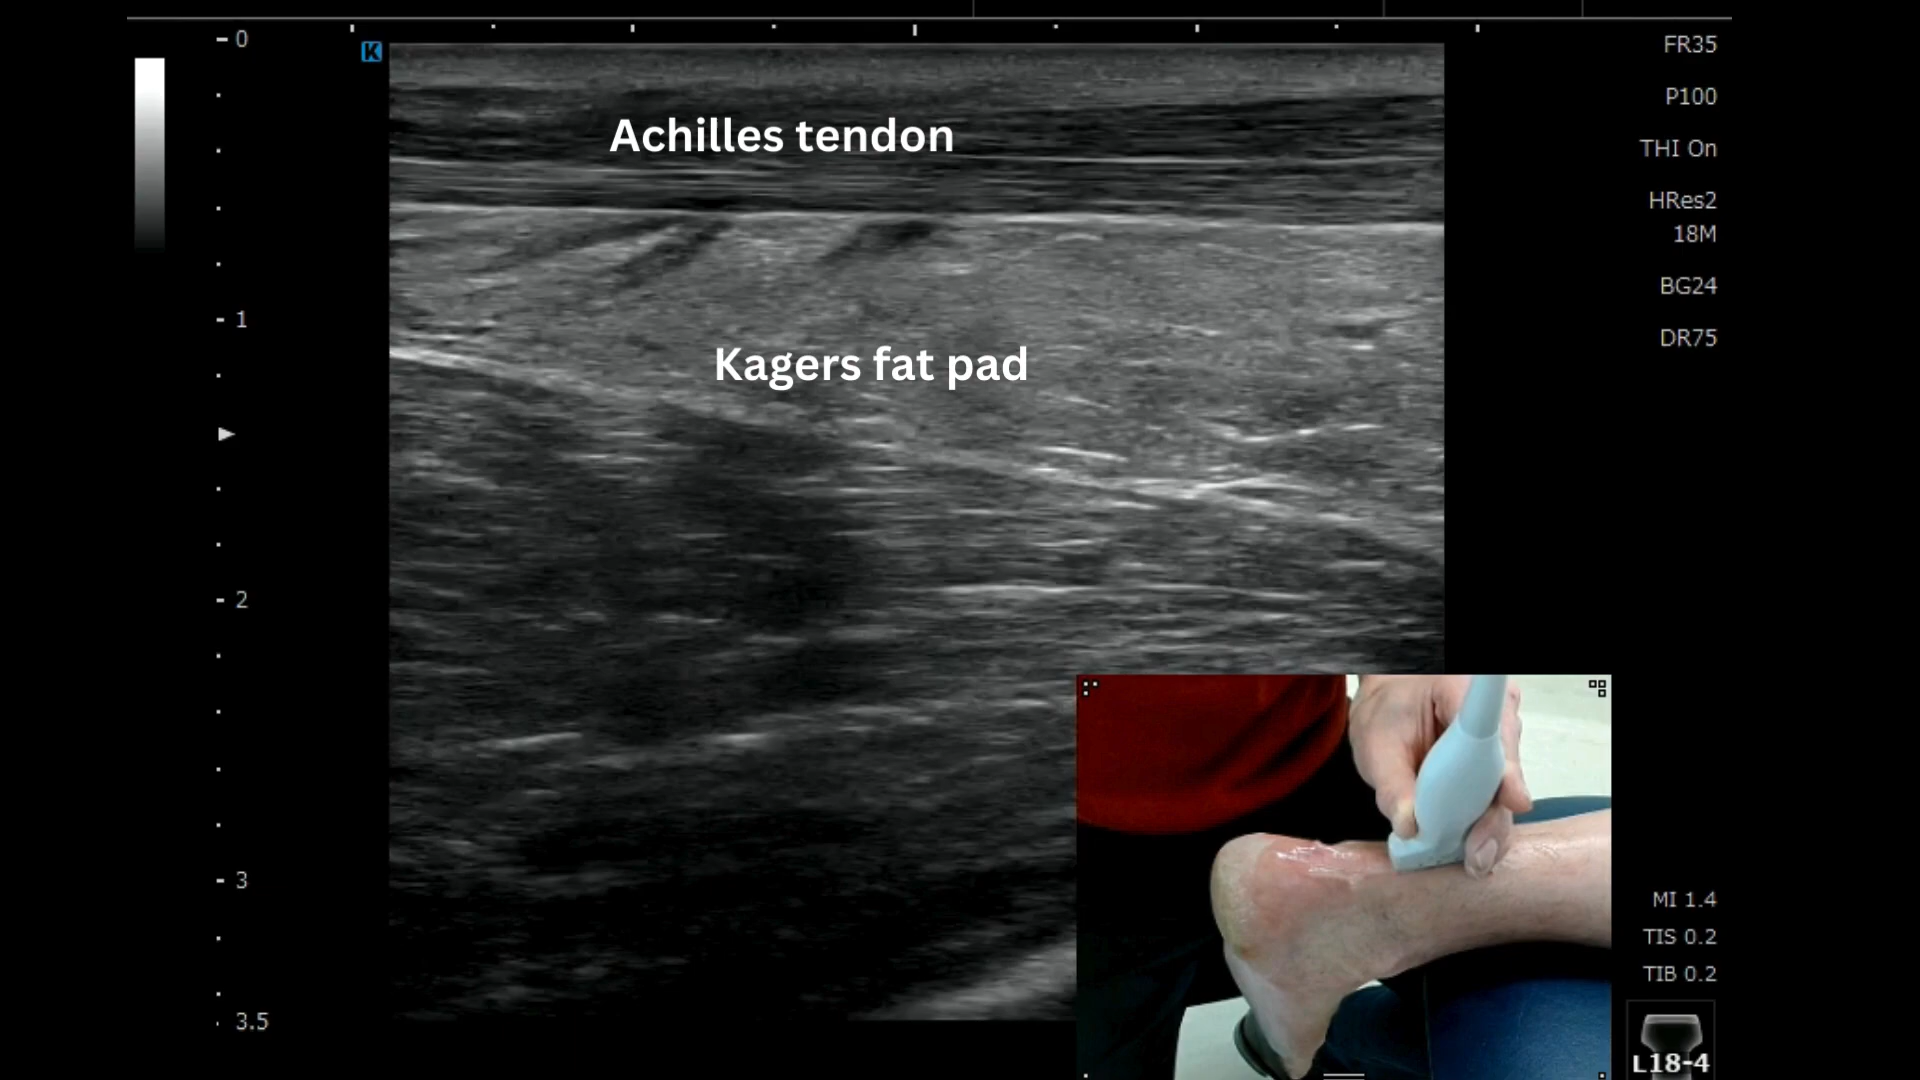 0
K
FR35
P100
Achilles tendon
THI On
HRes2
18M
BG24
1
DR75
Kagers fat pad
2
3
MI 1.4
TIS 0.2
TIB 0.2
3.5
L18-4